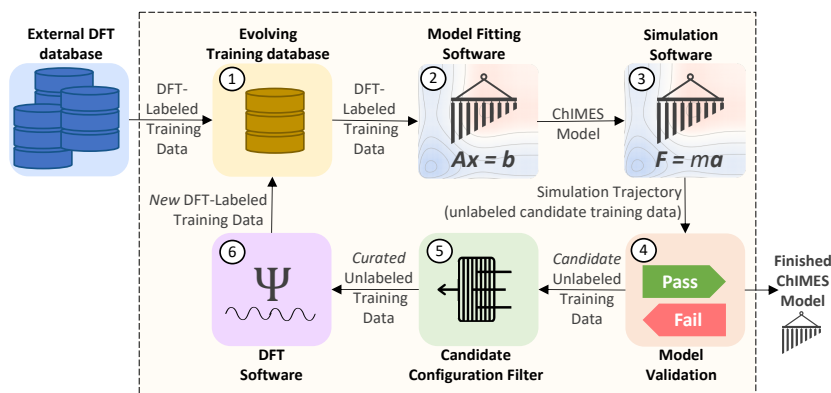 External DFT
database
Evolving
Training database
Model Fitting
Software
Simulation
Software
DFT-
Labeled
Training
Data
1
DFT-
Labeled
Training
Data
2
Ax = b
ChIMES
Model
3
F = ma
New DFT-Labeled
Training Data
Simulation Trajectory
(unlabeled candidate training data)
6
Ψ
Curated
Unlabeled
Training
Data
5
Candidate
Unlabeled
Training
Data
4
Pass
Fail
Finished
ChIMES
Model
DFT
Software
Candidate
Configuration Filter
Model
Validation